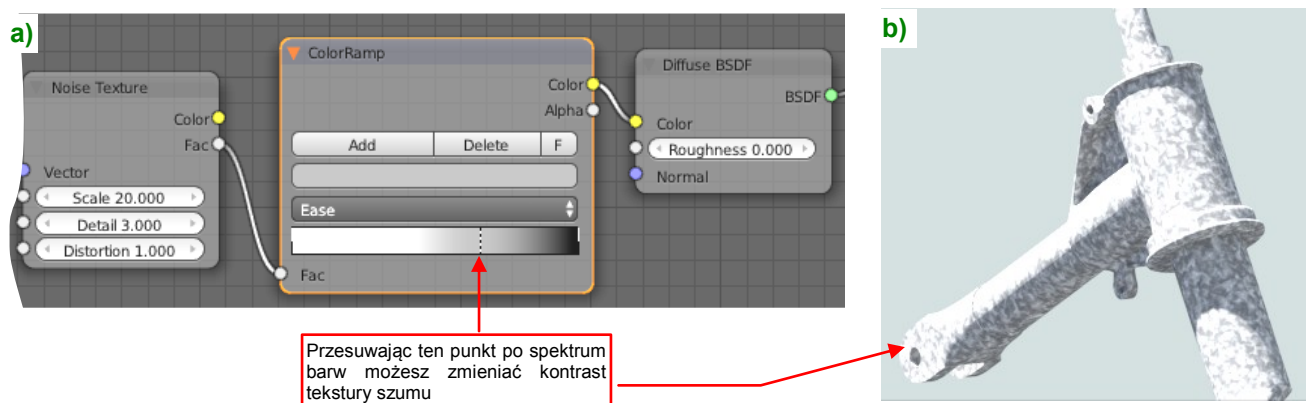 a)
Noise Texture
Color
Fac
Vector
Scale 20.000
Detail 3.000
Distortion 1.000
ColorRamp
Color
Alpha
Add Delete F
Ease
Fac
Diffuse BSDF
BSDF
Color
Roughness 0.000
Normal
b)
Przesuwając ten punkt po spektrum
barw możesz zmieniać kontrast
tekstury szumu